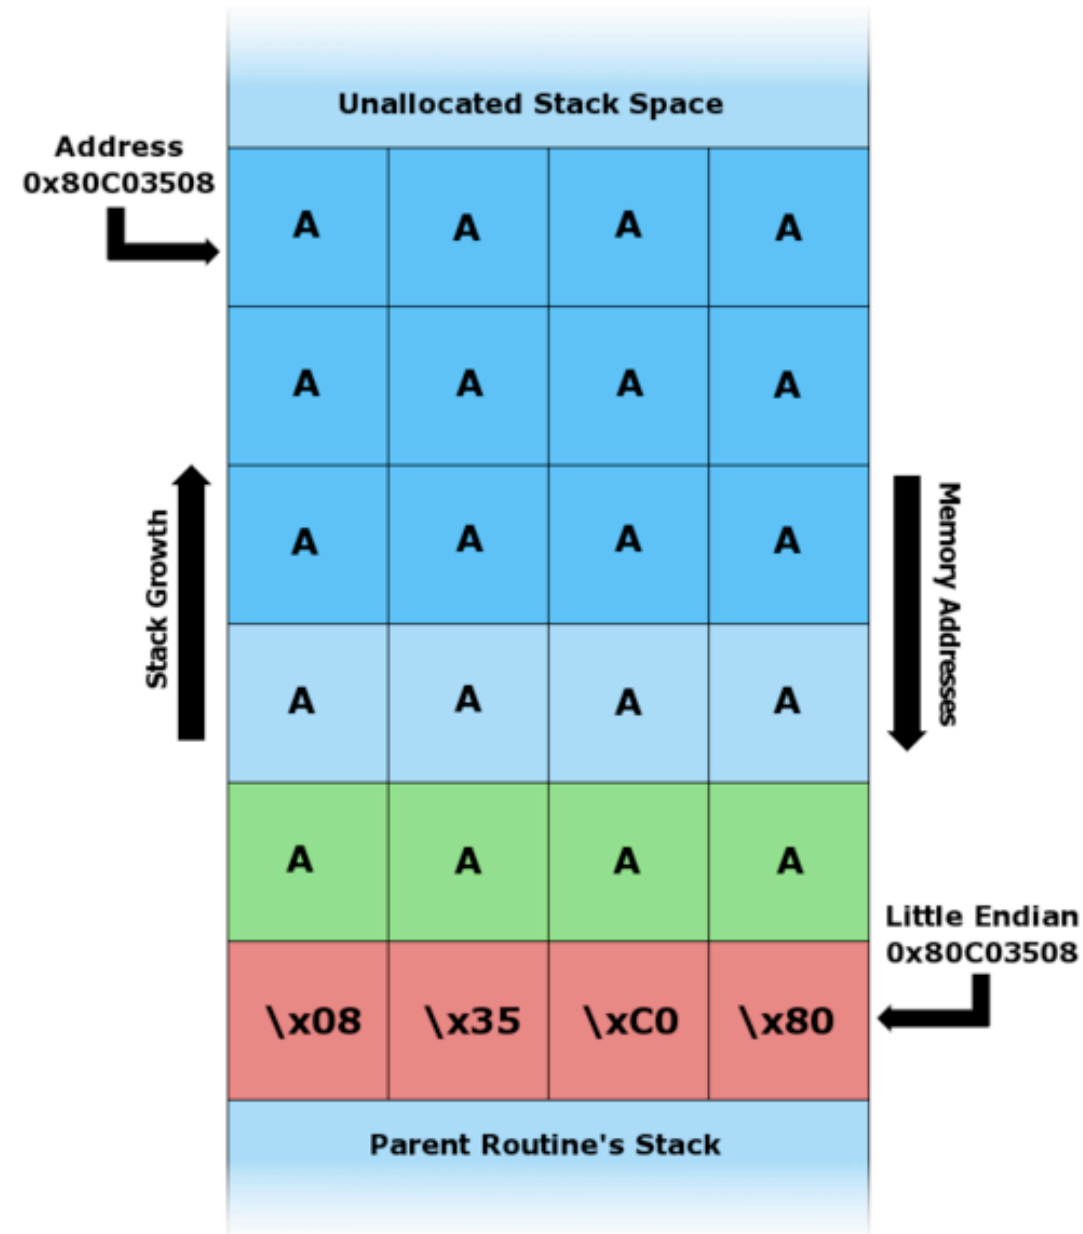 Unallocated Stack Space
Address
0x80C03508
A A A A
A A A A
A A A A
Stack Growth
Memory Addresses
A A A A
A A A A
Little Endian
0x80C03508
\x08 \x35 \xC0 \x80
Parent Routine's Stack